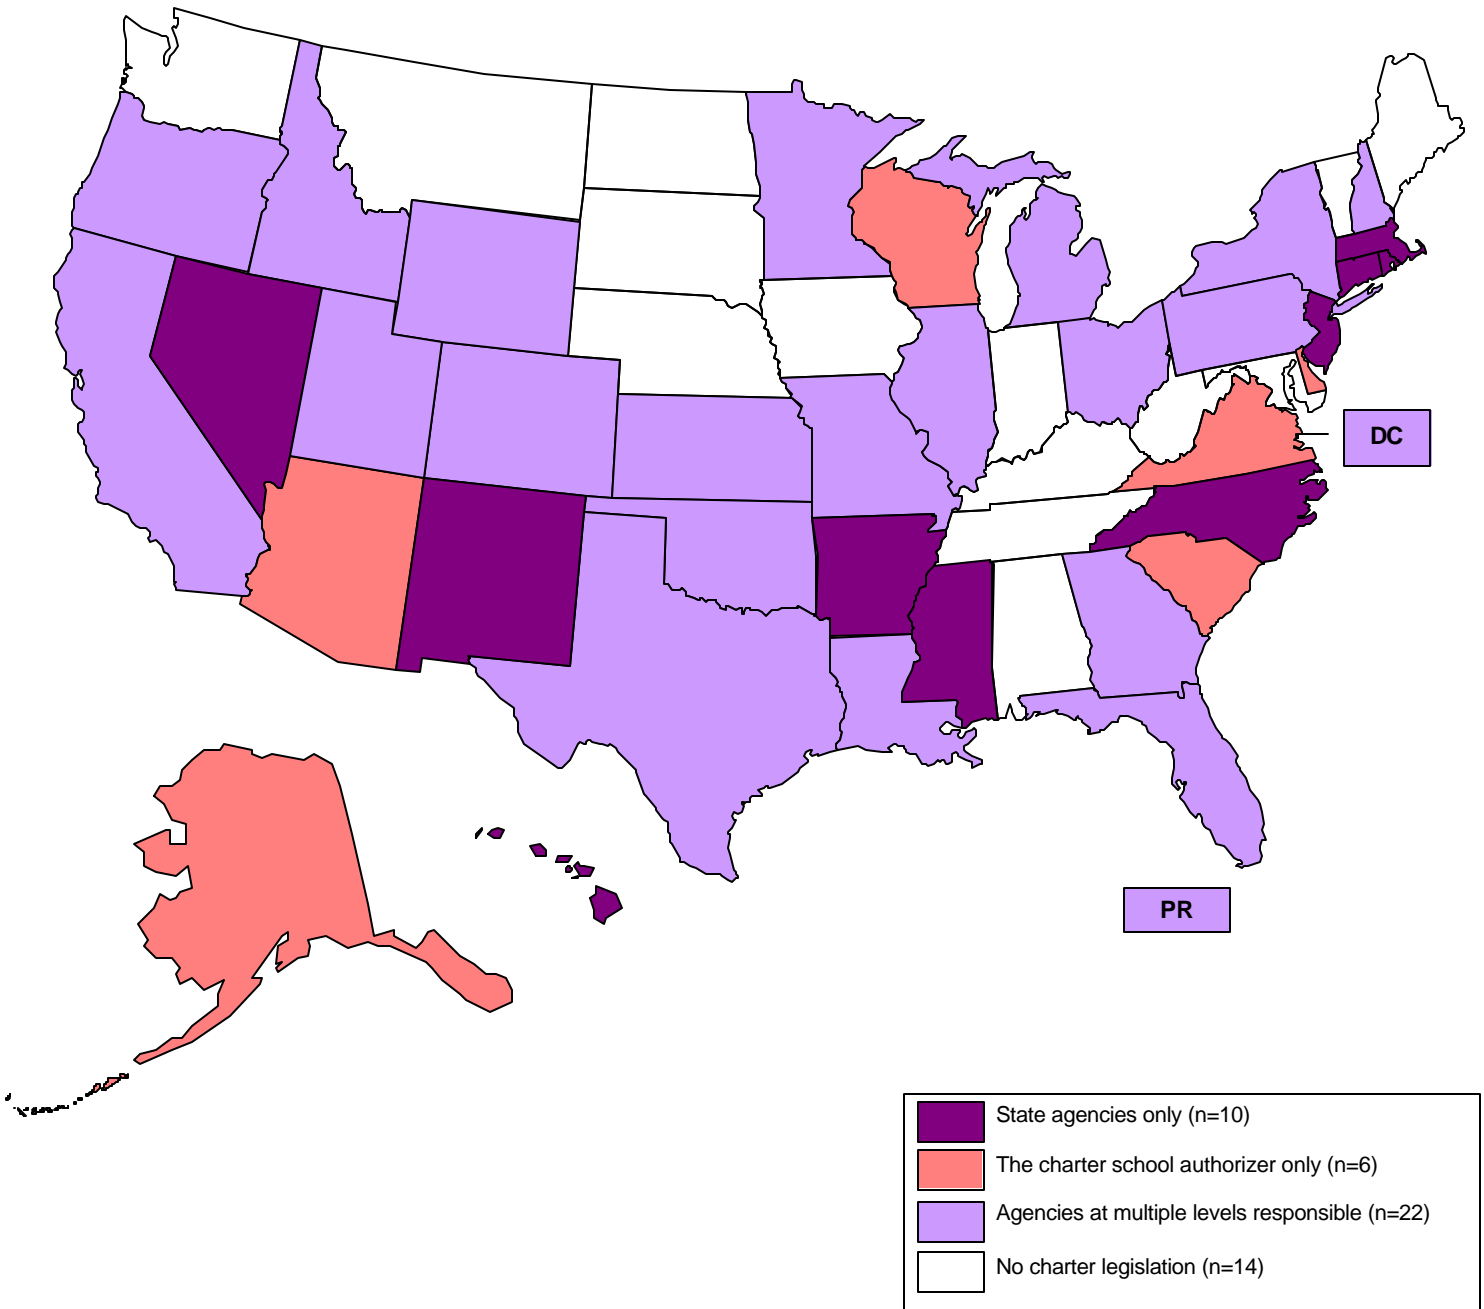 DC
PR
State agencies only (n=10)
The charter school authorizer only (n=6)
Agencies at multiple levels responsible (n=22)
No charter legislation (n=14)